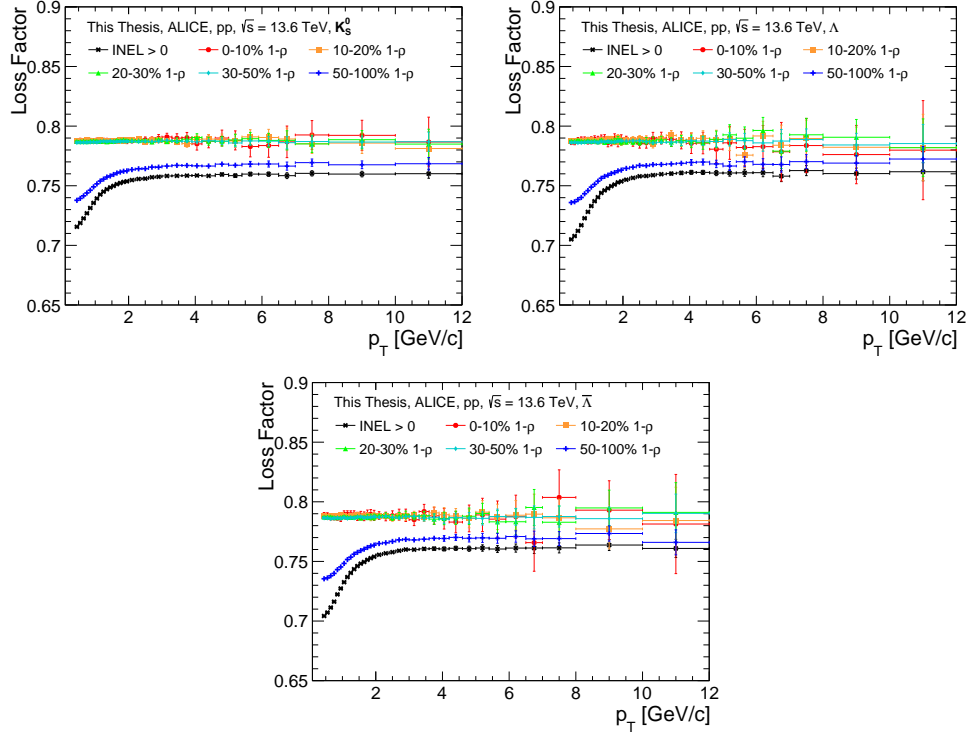 This Thesis, ALICE, pp, √s = 13.6 TeV, K⁰_S
INEL > 0
0-10% 1-ρ
10-20% 1-ρ
20-30% 1-ρ
30-50% 1-ρ
50-100% 1-ρ
Loss Factor
0.9
0.85
0.8
0.75
0.7
0.65
2 4 6 8 10 12
p_T [GeV/c]
This Thesis, ALICE, pp, √s = 13.6 TeV, Λ
INEL > 0
0-10% 1-ρ
10-20% 1-ρ
20-30% 1-ρ
30-50% 1-ρ
50-100% 1-ρ
Loss Factor
0.9
0.85
0.8
0.75
0.7
0.65
2 4 6 8 10 12
p_T [GeV/c]
This Thesis, ALICE, pp, √s = 13.6 TeV, Λ̅
INEL > 0
0-10% 1-ρ
10-20% 1-ρ
20-30% 1-ρ
30-50% 1-ρ
50-100% 1-ρ
Loss Factor
0.9
0.85
0.8
0.75
0.7
0.65
2 4 6 8 10 12
p_T [GeV/c]